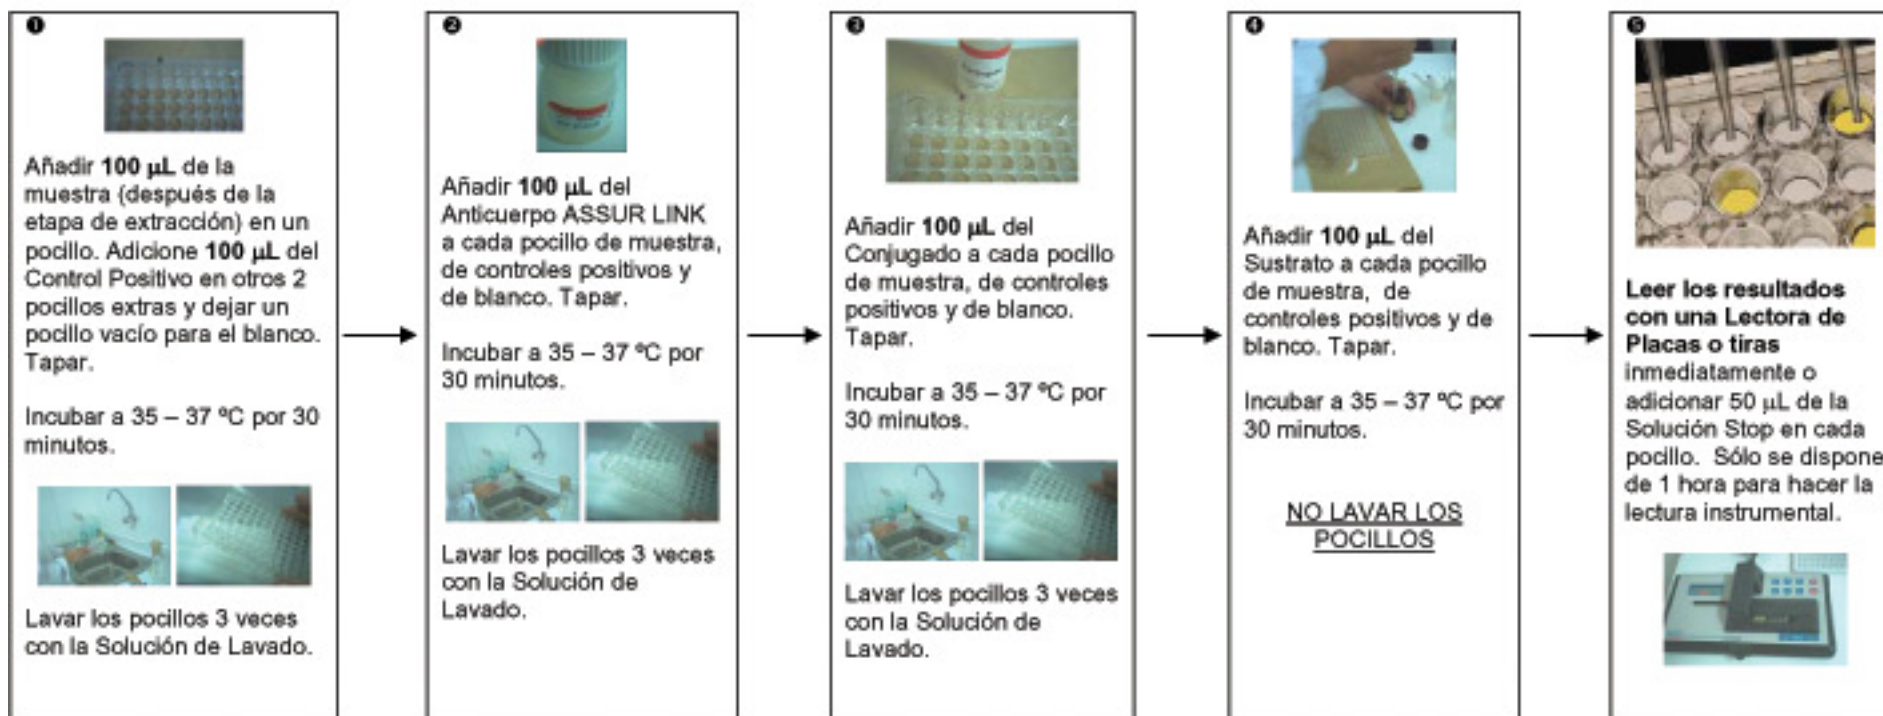 ❶
Añadir 100 µL de la
muestra (después de la
etapa de extracción) en un
pocillo. Adicione 100 µL del
Control Positivo en otros 2
pocillos extras y dejar un
pocillo vacío para el blanco.
Tapar.
Incubar a 35 – 37 ºC por 30
minutos.
Lavar los pocillos 3 veces
con la Solución de Lavado.
❷
Añadir 100 µL del
Anticuerpo ASSUR LINK
a cada pocillo de muestra,
de controles positivos y
de blanco. Tapar.
Incubar a 35 – 37 ºC por
30 minutos.
Lavar los pocillos 3 veces
con la Solución de
Lavado.
❸
Añadir 100 µL del
Conjugado a cada pocillo
de muestra, de controles
positivos y de blanco.
Tapar.
Incubar a 35 – 37 ºC por
30 minutos.
Lavar los pocillos 3 veces
con la Solución de
Lavado.
❹
Añadir 100 µL del
Sustrato a cada pocillo
de muestra, de
controles positivos y de
blanco. Tapar.
Incubar a 35 – 37 ºC por
30 minutos.
NO LAVAR LOS
POCILLOS
❺
Leer los resultados
con una Lectora de
Placas o tiras
inmediatamente o
adicionar 50 µL de la
Solución Stop en cada
pocillo. Sólo se dispone
de 1 hora para hacer la
lectura instrumental.